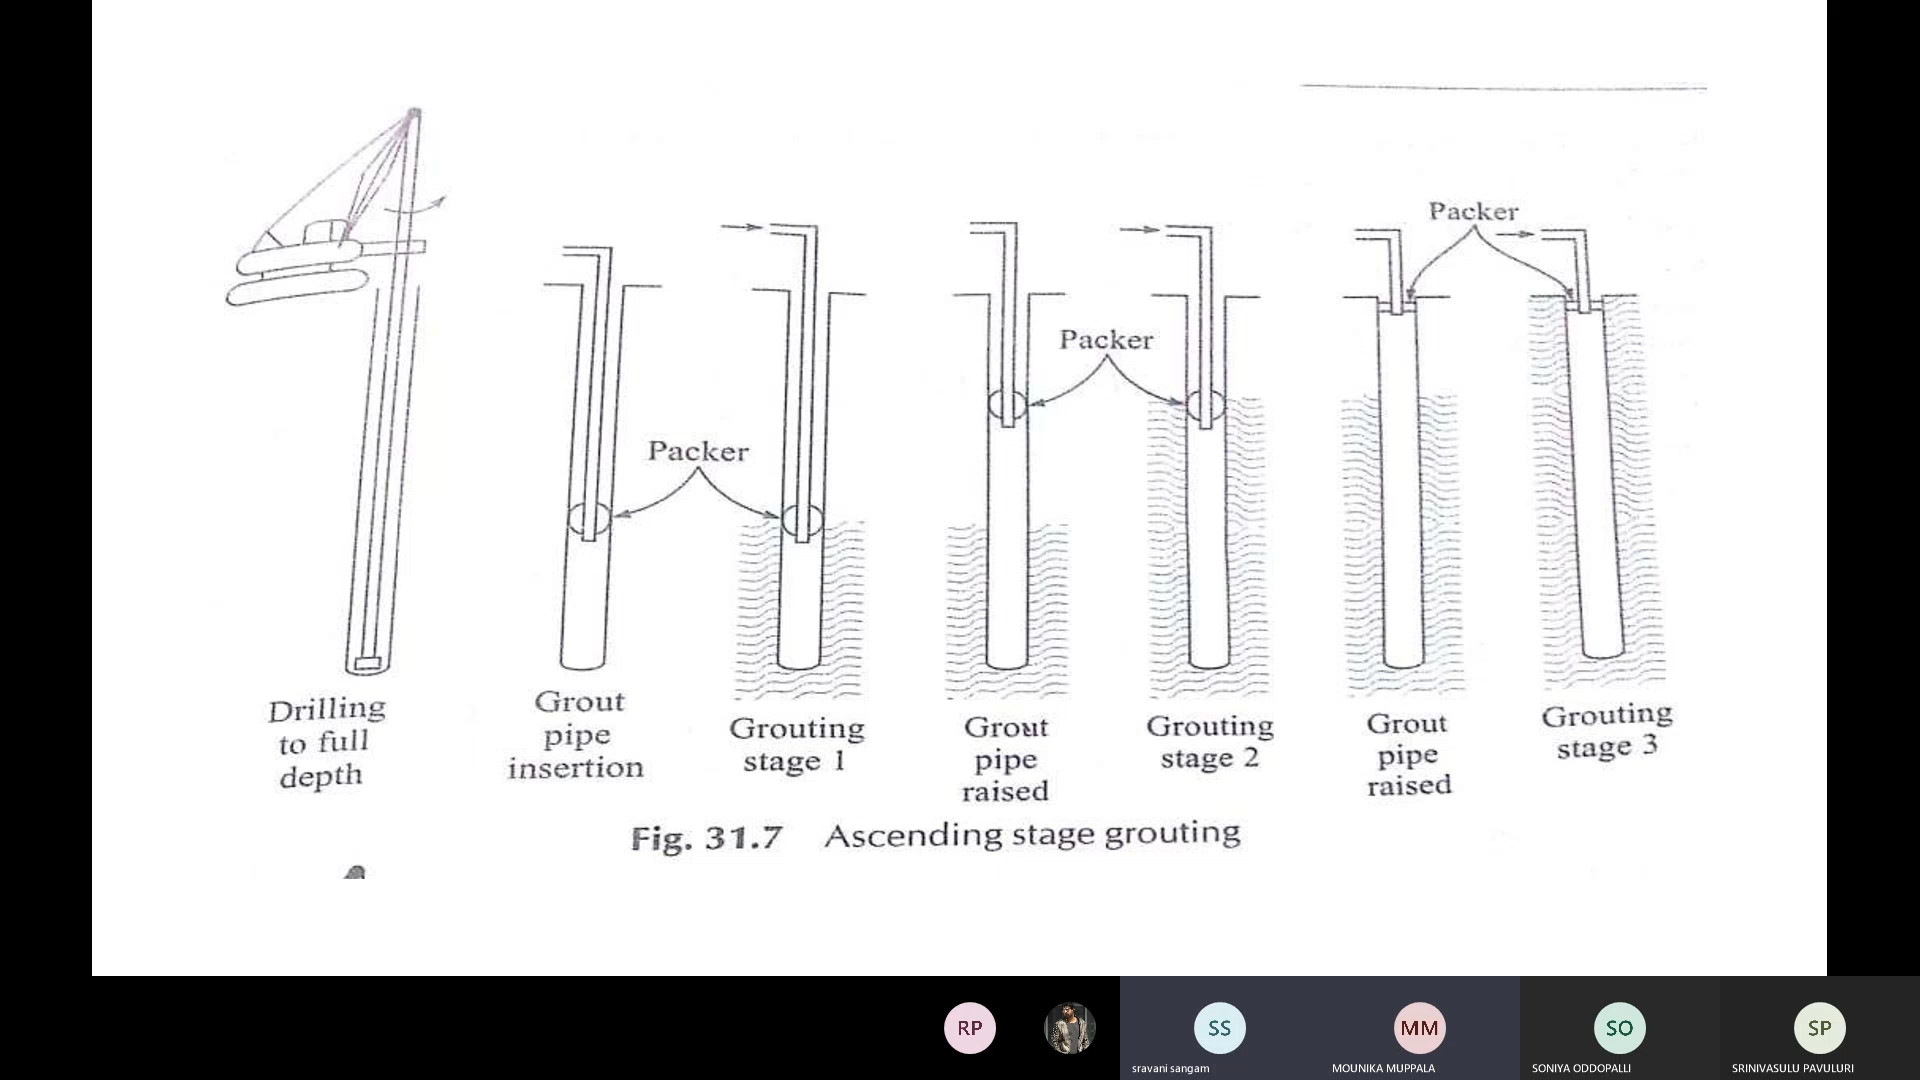 Packer
Packer
Packer
Drilling
to full
depth
Grout
pipe
insertion
Grouting
stage 1
Grout
pipe
raised
Grouting
stage 2
Grout
pipe
raised
Grouting
stage 3
Fig. 31.7 Ascending stage grouting
RP
SS
MM
SO
SP
sravani sangam
MOUNIKA MUPPALA
SONIYA ODDOPALLI
SRINIVASULU PAVULURI